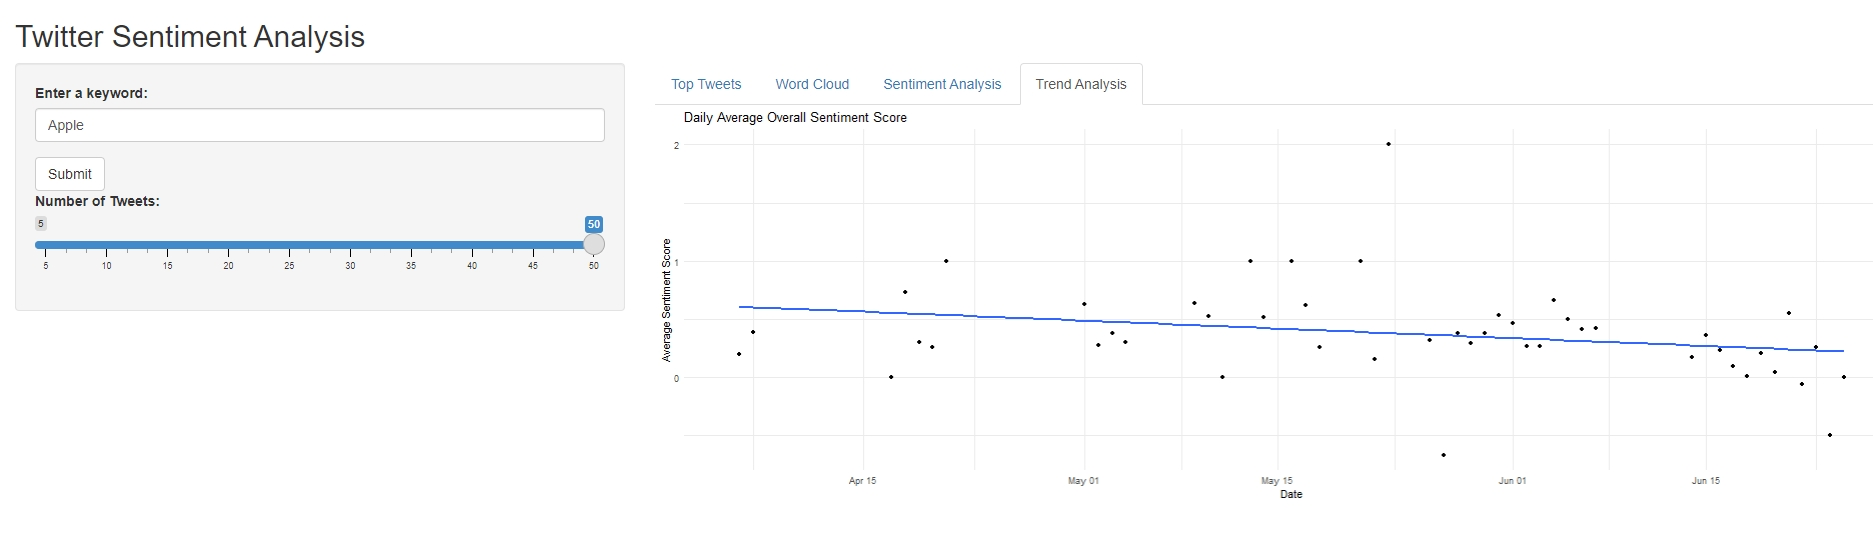 Twitter Sentiment Analysis
Enter a keyword:
Apple
Submit
Number of Tweets:
5 50
5 10 15 20 25 30 35 40 45 50
Top Tweets Word Cloud Sentiment Analysis Trend Analysis
Daily Average Overall Sentiment Score
Average Sentiment Score
2
1
0
Apr 15 May 01 May 15 Jun 01 Jun 15
Date